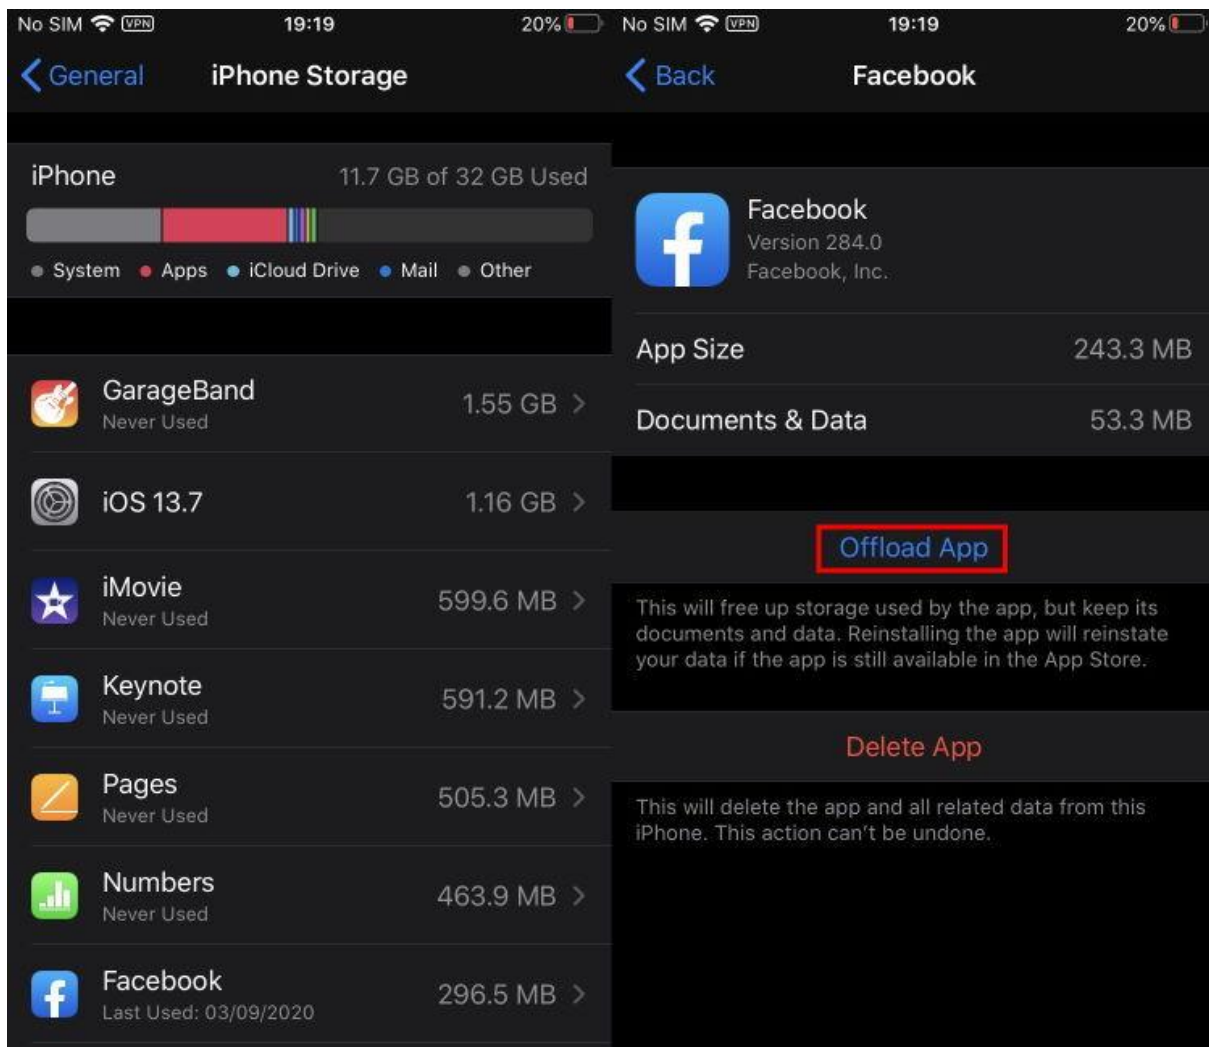 No SIM VPN 19:19 20%
General iPhone Storage
iPhone 11.7 GB of 32 GB Used
System Apps iCloud Drive Mail Other
GarageBand
Never Used
1.55 GB
iOS 13.7 1.16 GB
iMovie
Never Used
599.6 MB
Keynote
Never Used
591.2 MB
Pages
Never Used
505.3 MB
Numbers
Never Used
463.9 MB
Facebook
Last Used: 03/09/2020
296.5 MB
No SIM VPN 19:19 20%
Back Facebook
Facebook
Version 284.0
Facebook, Inc.
App Size 243.3 MB
Documents & Data 53.3 MB
Offload App
This will free up storage used by the app, but keep its
documents and data. Reinstalling the app will reinstate
your data if the app is still available in the App Store.
Delete App
This will delete the app and all related data from this
iPhone. This action can't be undone.